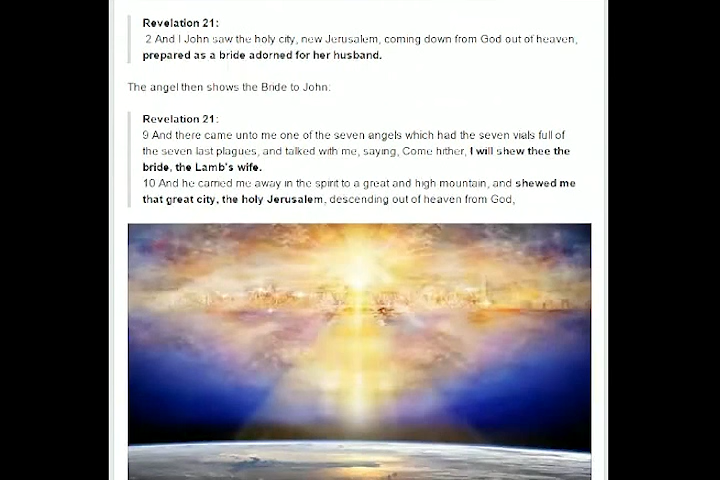 Revelation 21:
2 And I John saw the holy city, new Jerusalem, coming down from God out of heaven,
prepared as a bride adorned for her husband.
The angel then shows the Bride to John:
Revelation 21:
9 And there came unto me one of the seven angels which had the seven vials full of
the seven last plagues, and talked with me, saying, Come hither, I will shew thee the
bride, the Lamb's wife.
10 And he carried me away in the spirit to a great and high mountain, and shewed me
that great city, the holy Jerusalem, descending out of heaven from God,